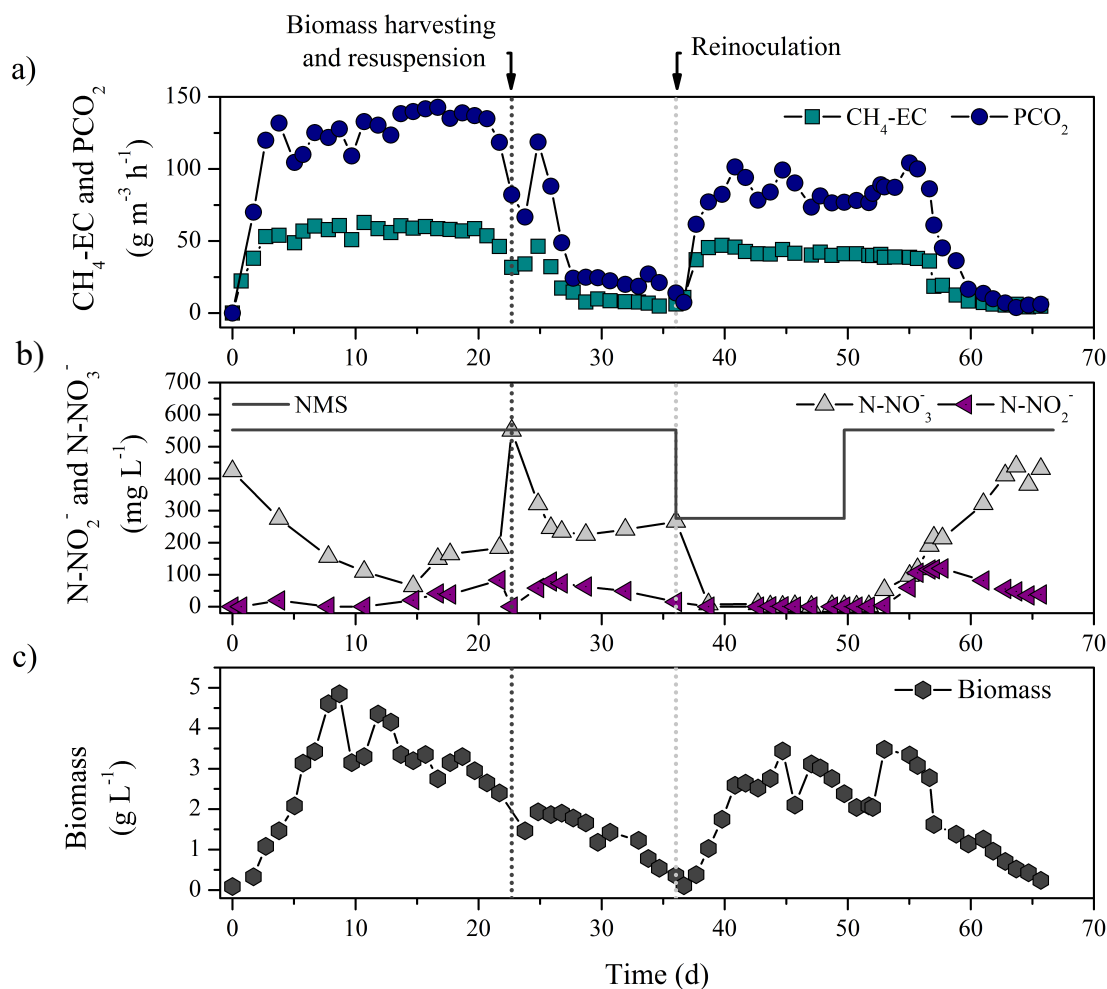 Biomass harvesting
and resuspension
Reinoculation
a)
CH₄-EC and PCO₂
(g m⁻³ h⁻¹)
150
100
50
0
CH₄-EC
PCO₂
0 10 20 30 40 50 60 70
b)
N-NO₂⁻ and N-NO₃⁻
(mg L⁻¹)
700
600
500
400
300
200
100
0
NMS
N-NO₃⁻
N-NO₂⁻
0 10 20 30 40 50 60 70
c)
Biomass
(g L⁻¹)
5
4
3
2
1
0
Biomass
0 10 20 30 40 50 60 70
Time (d)